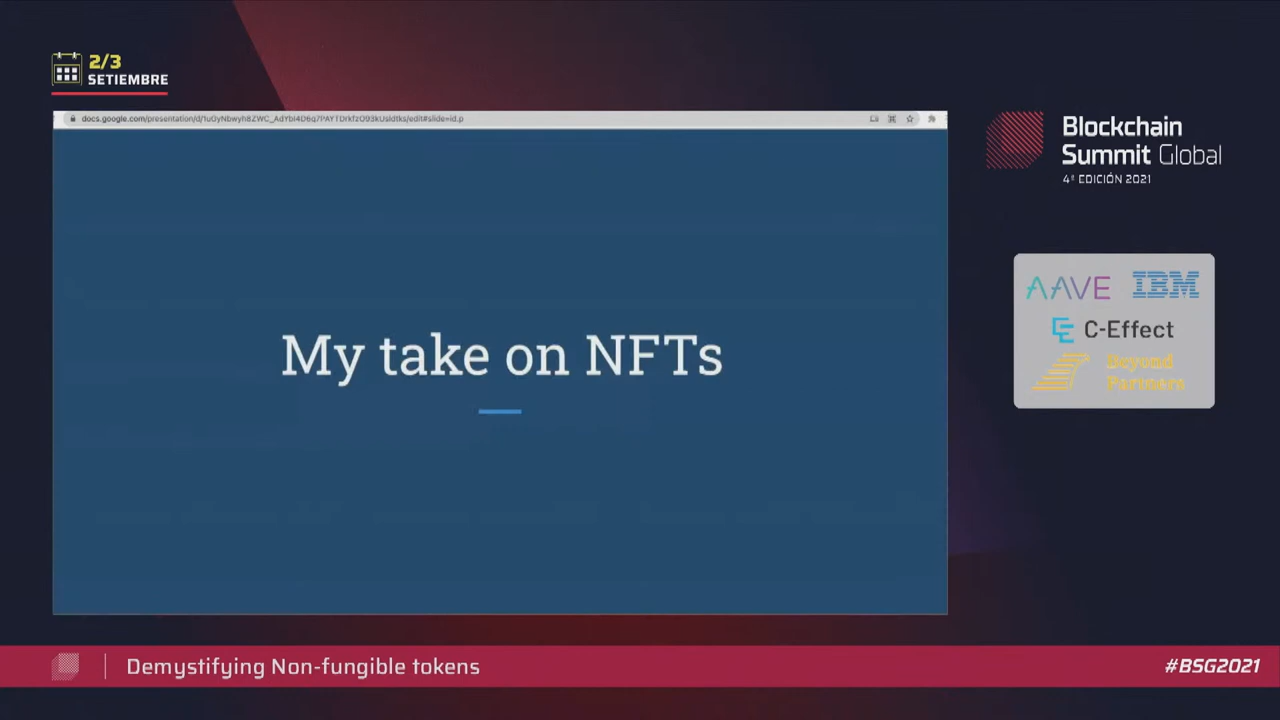 2/3
SETIEMBRE
Blockchain
Summit Global
4ª EDICIÓN 2021
My take on NFTs
AAVE IBM
C-Effect
Beyond
Partners
Demystifying Non-fungible tokens
#BSG2021